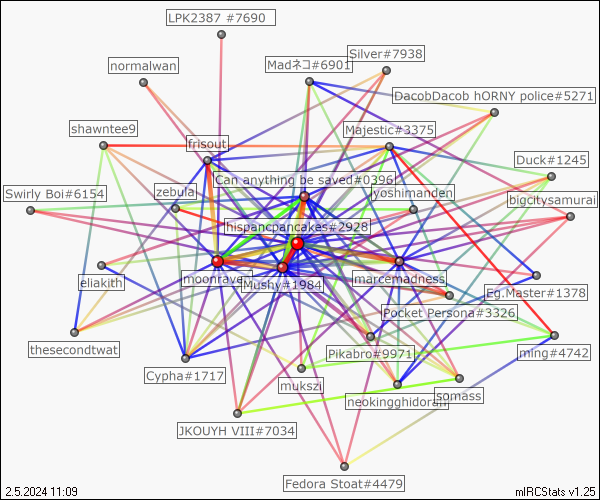 LPK2387 #7690
Silver#7938
normalwan
Madネコ#6901
DacobDacob hORNY police#5271
shawntee9
Majestic#3375
frisout
Duck#1245
Can anything be saved#0396
Swirly Boi#6154
zebula
yoshimanden
bigcitysamurai
hispancpancakes#2928
eliakith
moonravel
Mushy#1984
marcemadness
Eg.Master#1378
Pocket Persona#3326
thesecondtwat
Pikabro#9971
ming#4742
Cypha#1717
mukszi
somass
neokingghidorah
JKOUYH VIII#7034
Fedora Stoat#4479
2.5.2024 11:09
mIRCStats v1.25